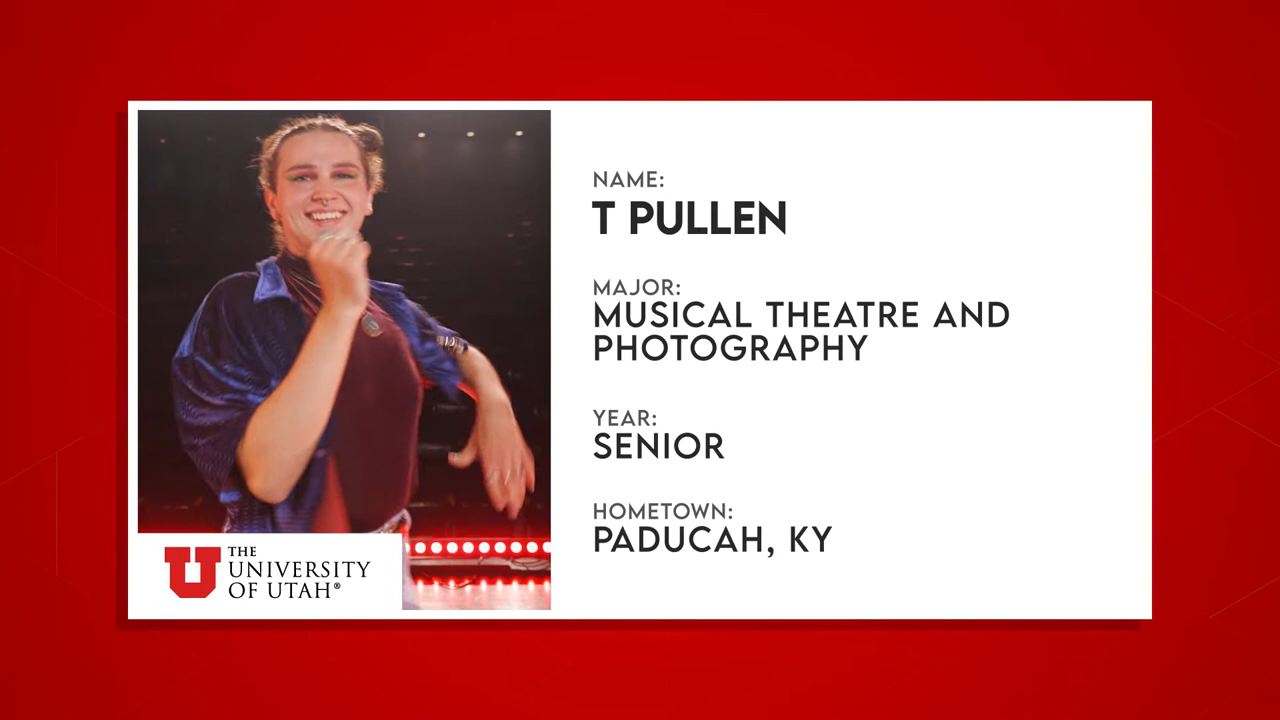 NAME:
T PULLEN
MAJOR:
MUSICAL THEATRE AND
PHOTOGRAPHY
YEAR:
SENIOR
HOMETOWN:
PADUCAH, KY
U
THE
UNIVERSITY
OF UTAH®